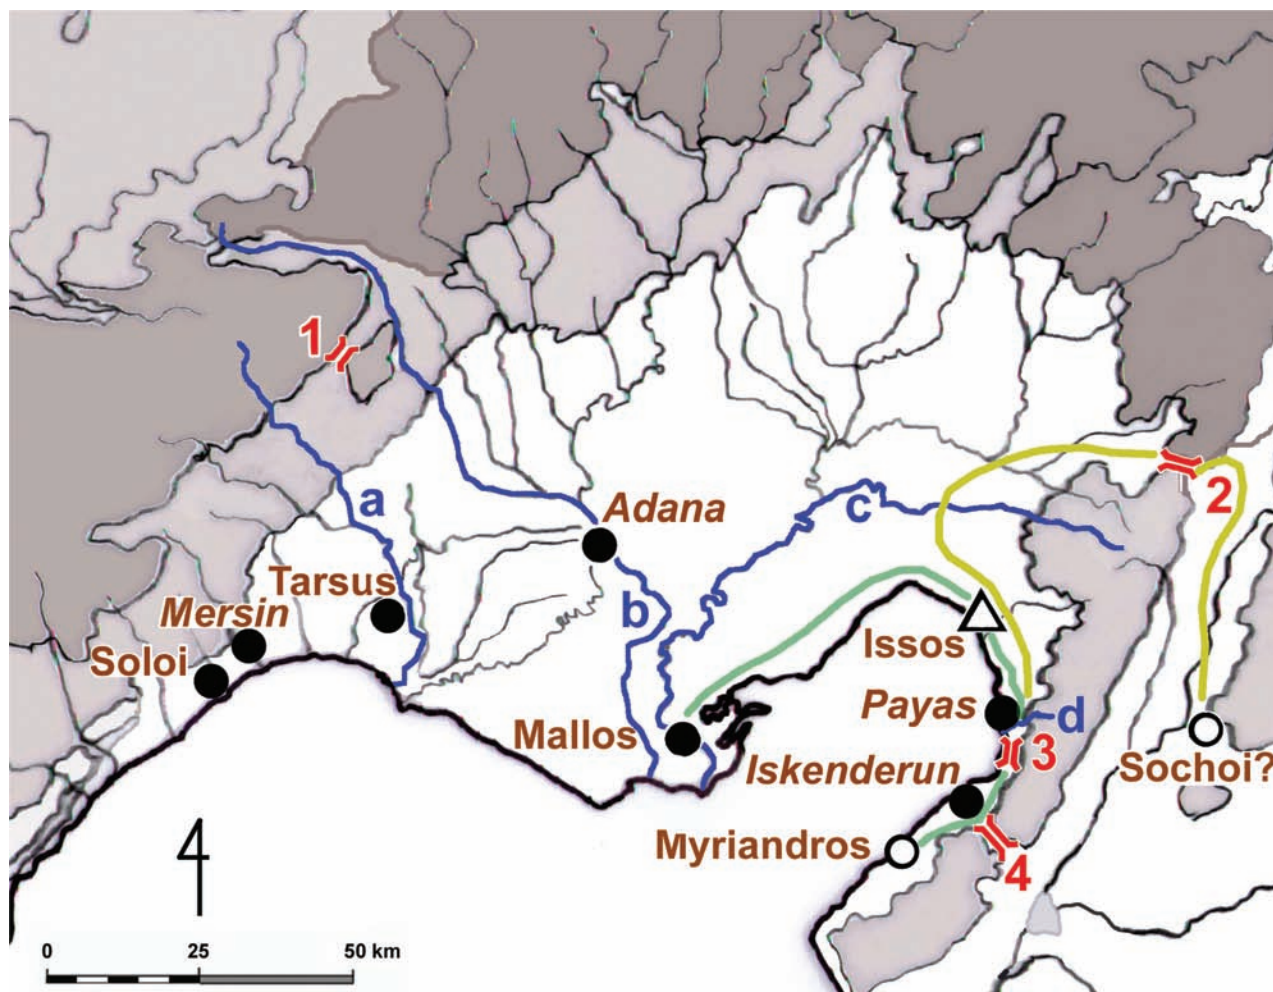 1
2
a
c
Adana
Tarsus
b
Mersin
Issos
Soloi
Payas
d
Mallos
3
Sochoi?
Iskenderun
Myriandros
4
0 25 50 km